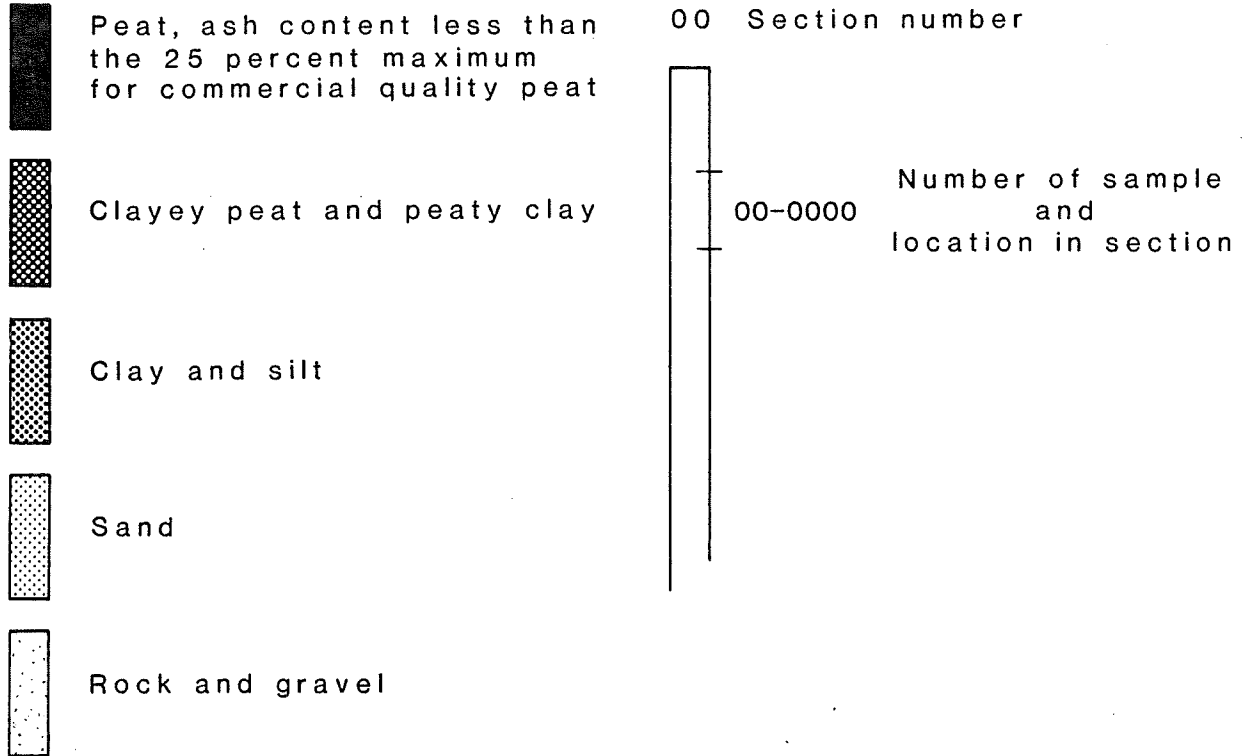 Peat, ash content less than
the 25 percent maximum
for commercial quality peat
Clayey peat and peaty clay
Clay and silt
Sand
Rock and gravel
00 Section number
00-0000
Number of sample
and
location in section